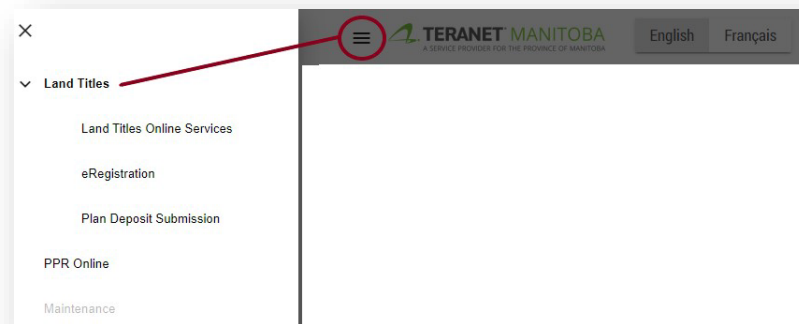 TERANET MANITOBA
A SERVICE PROVIDER FOR THE PROVINCE OF MANITOBA
English
Français
Land Titles
Land Titles Online Services
eRegistration
Plan Deposit Submission
PPR Online
Maintenance